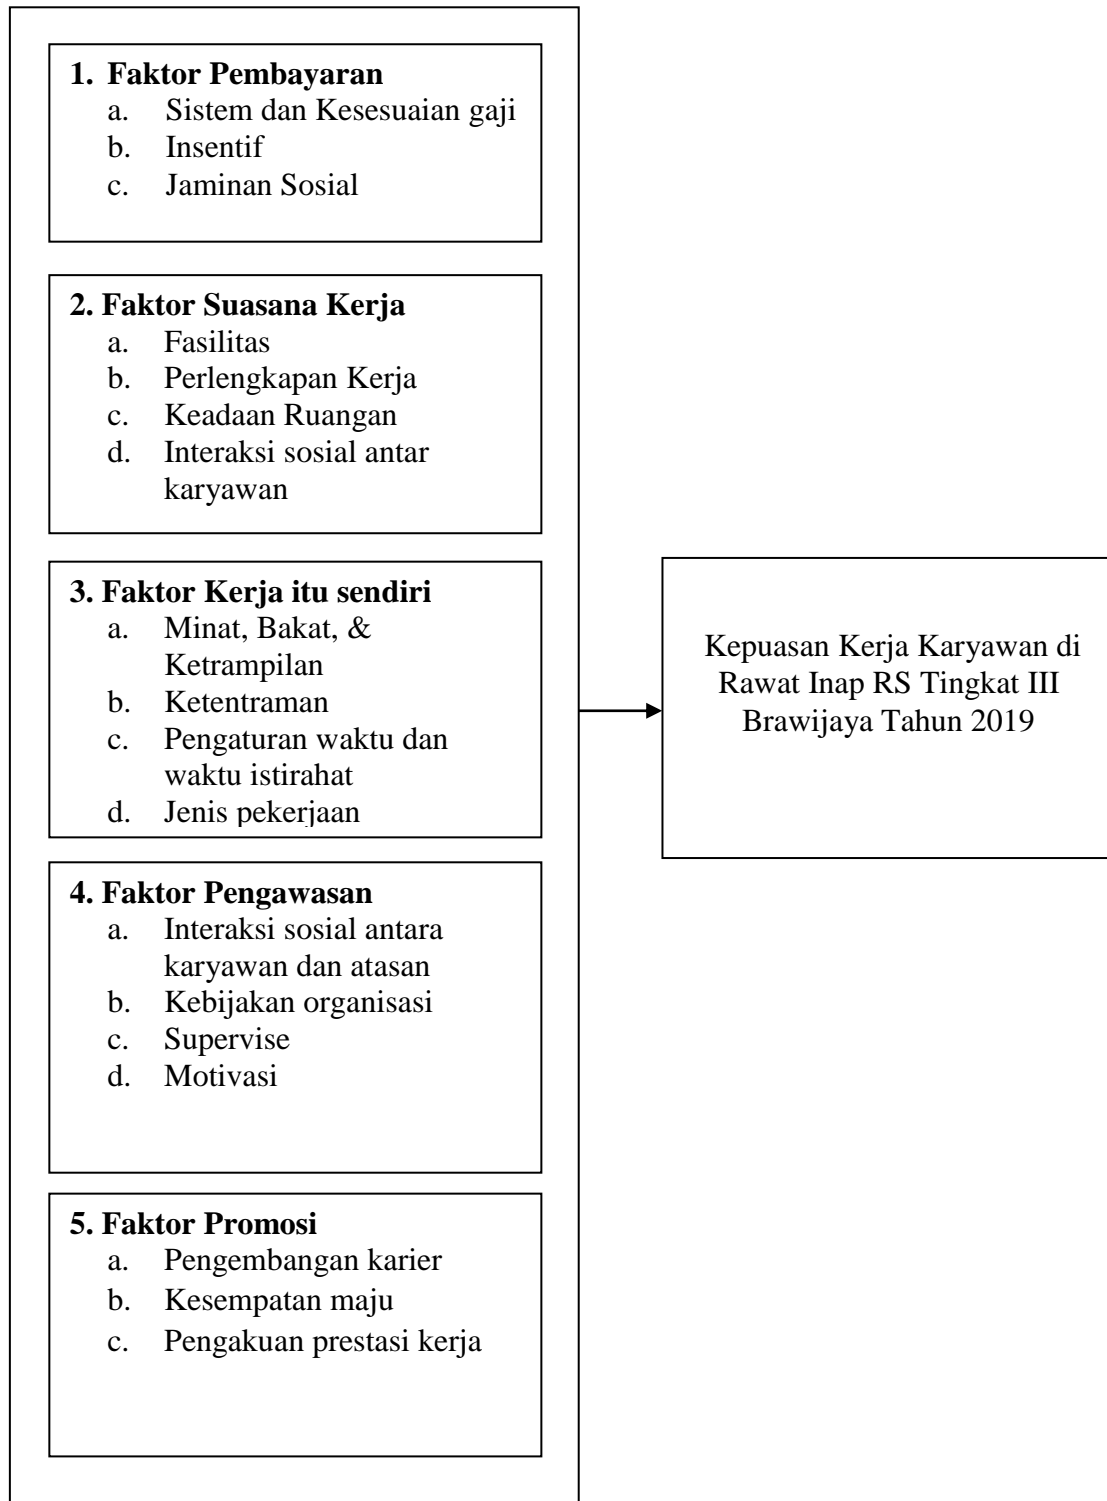 1. Faktor Pembayaran
a. Sistem dan Kesesuaian gaji
b. Insentif
c. Jaminan Sosial
2. Faktor Suasana Kerja
a. Fasilitas
b. Perlengkapan Kerja
c. Keadaan Ruangan
d. Interaksi sosial antar
karyawan
3. Faktor Kerja itu sendiri
a. Minat, Bakat, &
Ketrampilan
b. Ketentraman
c. Pengaturan waktu dan
waktu istirahat
d. Jenis pekerjaan
4. Faktor Pengawasan
a. Interaksi sosial antara
karyawan dan atasan
b. Kebijakan organisasi
c. Supervise
d. Motivasi
5. Faktor Promosi
a. Pengembangan karier
b. Kesempatan maju
c. Pengakuan prestasi kerja
Kepuasan Kerja Karyawan di
Rawat Inap RS Tingkat III
Brawijaya Tahun 2019